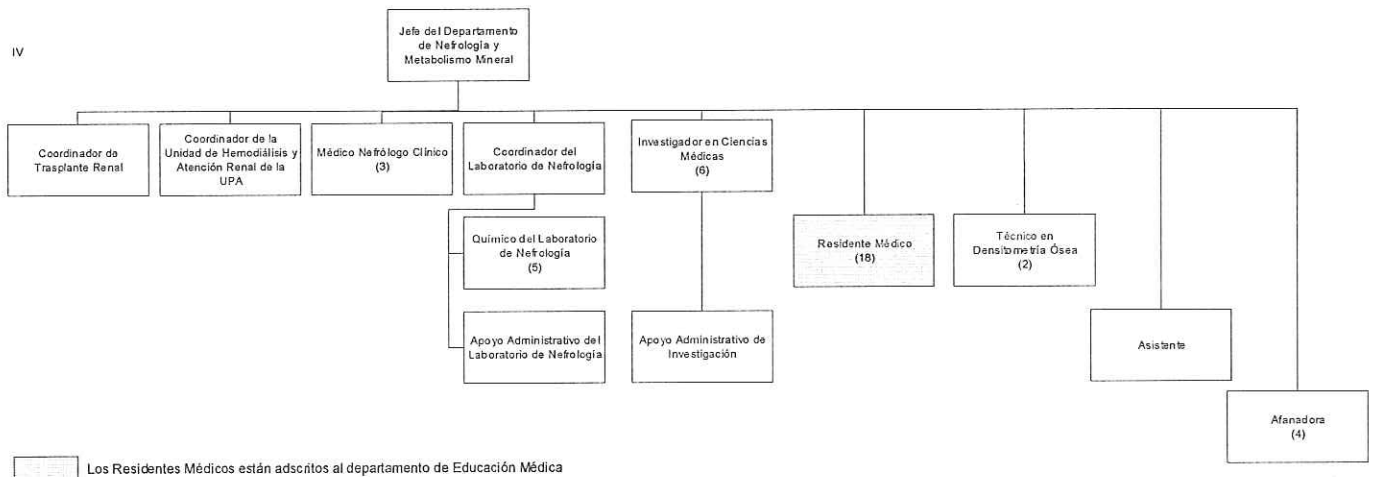 IV
Jefe del Departamento
de Nefrología y
Metabolismo Mineral
Coordinador de
Trasplante Renal
Coordinador de la
Unidad de Hemodiálisis y
Atención Renal de la
UPA
Médico Nefrólogo Clínico
(3)
Coordinador del
Laboratorio de Nefrología
Investigador en Ciencias
Médicas
(6)
Químico del Laboratorio
de Nefrología
(5)
Residente Médico
(18)
Técnico en
Densitometría Ósea
(2)
Apoyo Administrativo del
Laboratorio de Nefrología
Apoyo Administrativo de
Investigación
Asistente
Afanadora
(4)
Los Residentes Médicos están adscritos al departamento de Educación Médica